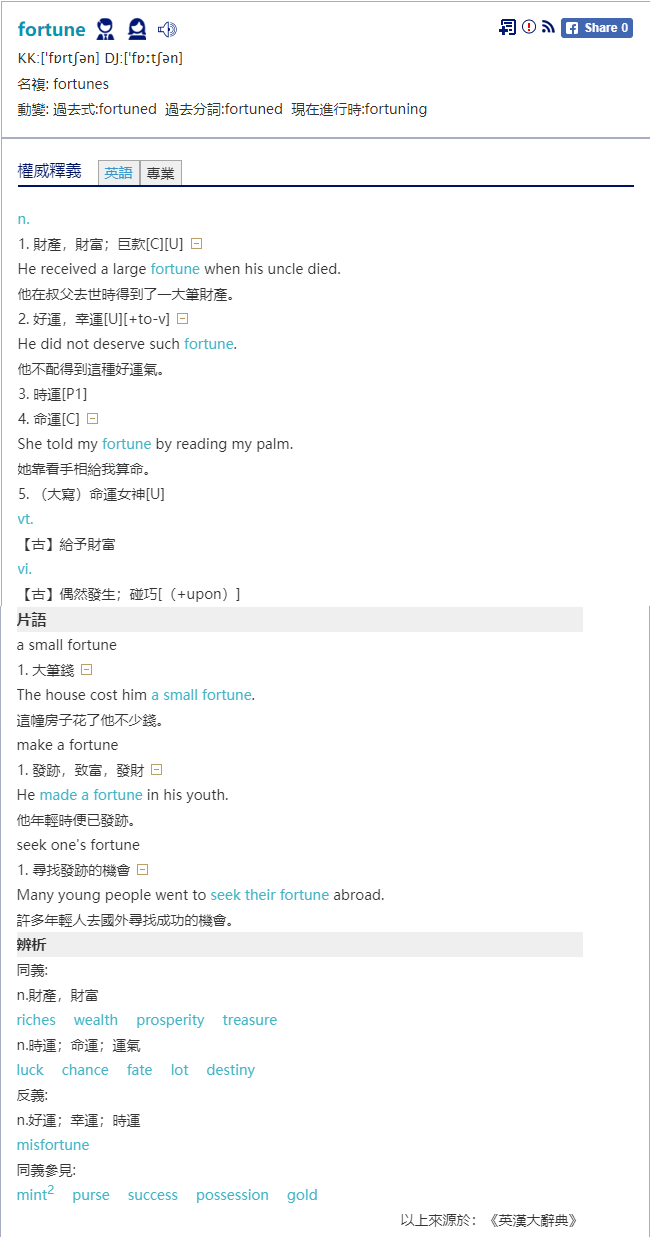 fortune
Share 0
KK:[ˈfɒrtʃən] DJ:[ˈfɒːtʃən]
名複: fortunes
動變: 過去式:fortuned 過去分詞:fortuned 現在進行時:fortuning
權威釋義 英語 專業
n.
1. 財產，財富；巨款[C][U]
He received a large fortune when his uncle died.
他在叔父去世時得到了一大筆財產。
2. 好運，幸運[U][+to-v]
He did not deserve such fortune.
他不配得到這種好運氣。
3. 時運[P1]
4. 命運[C]
She told my fortune by reading my palm.
她靠看手相給我算命。
5. （大寫）命運女神[U]
vt.
【古】給予財富
vi.
【古】偶然發生；碰巧[（+upon）]
片語
a small fortune
1. 大筆錢
The house cost him a small fortune.
這幢房子花了他不少錢。
make a fortune
1. 發跡，致富，發財
He made a fortune in his youth.
他年輕時便已發跡。
seek one's fortune
1. 尋找發跡的機會
Many young people went to seek their fortune abroad.
許多年輕人去國外尋找成功的機會。
辨析
同義:
n.財產，財富
riches wealth prosperity treasure
n.時運；命運；運氣
luck chance fate lot destiny
反義:
n.好運；幸運；時運
misfortune
同義參見:
mint² purse success possession gold
以上來源於：《英漢大辭典》